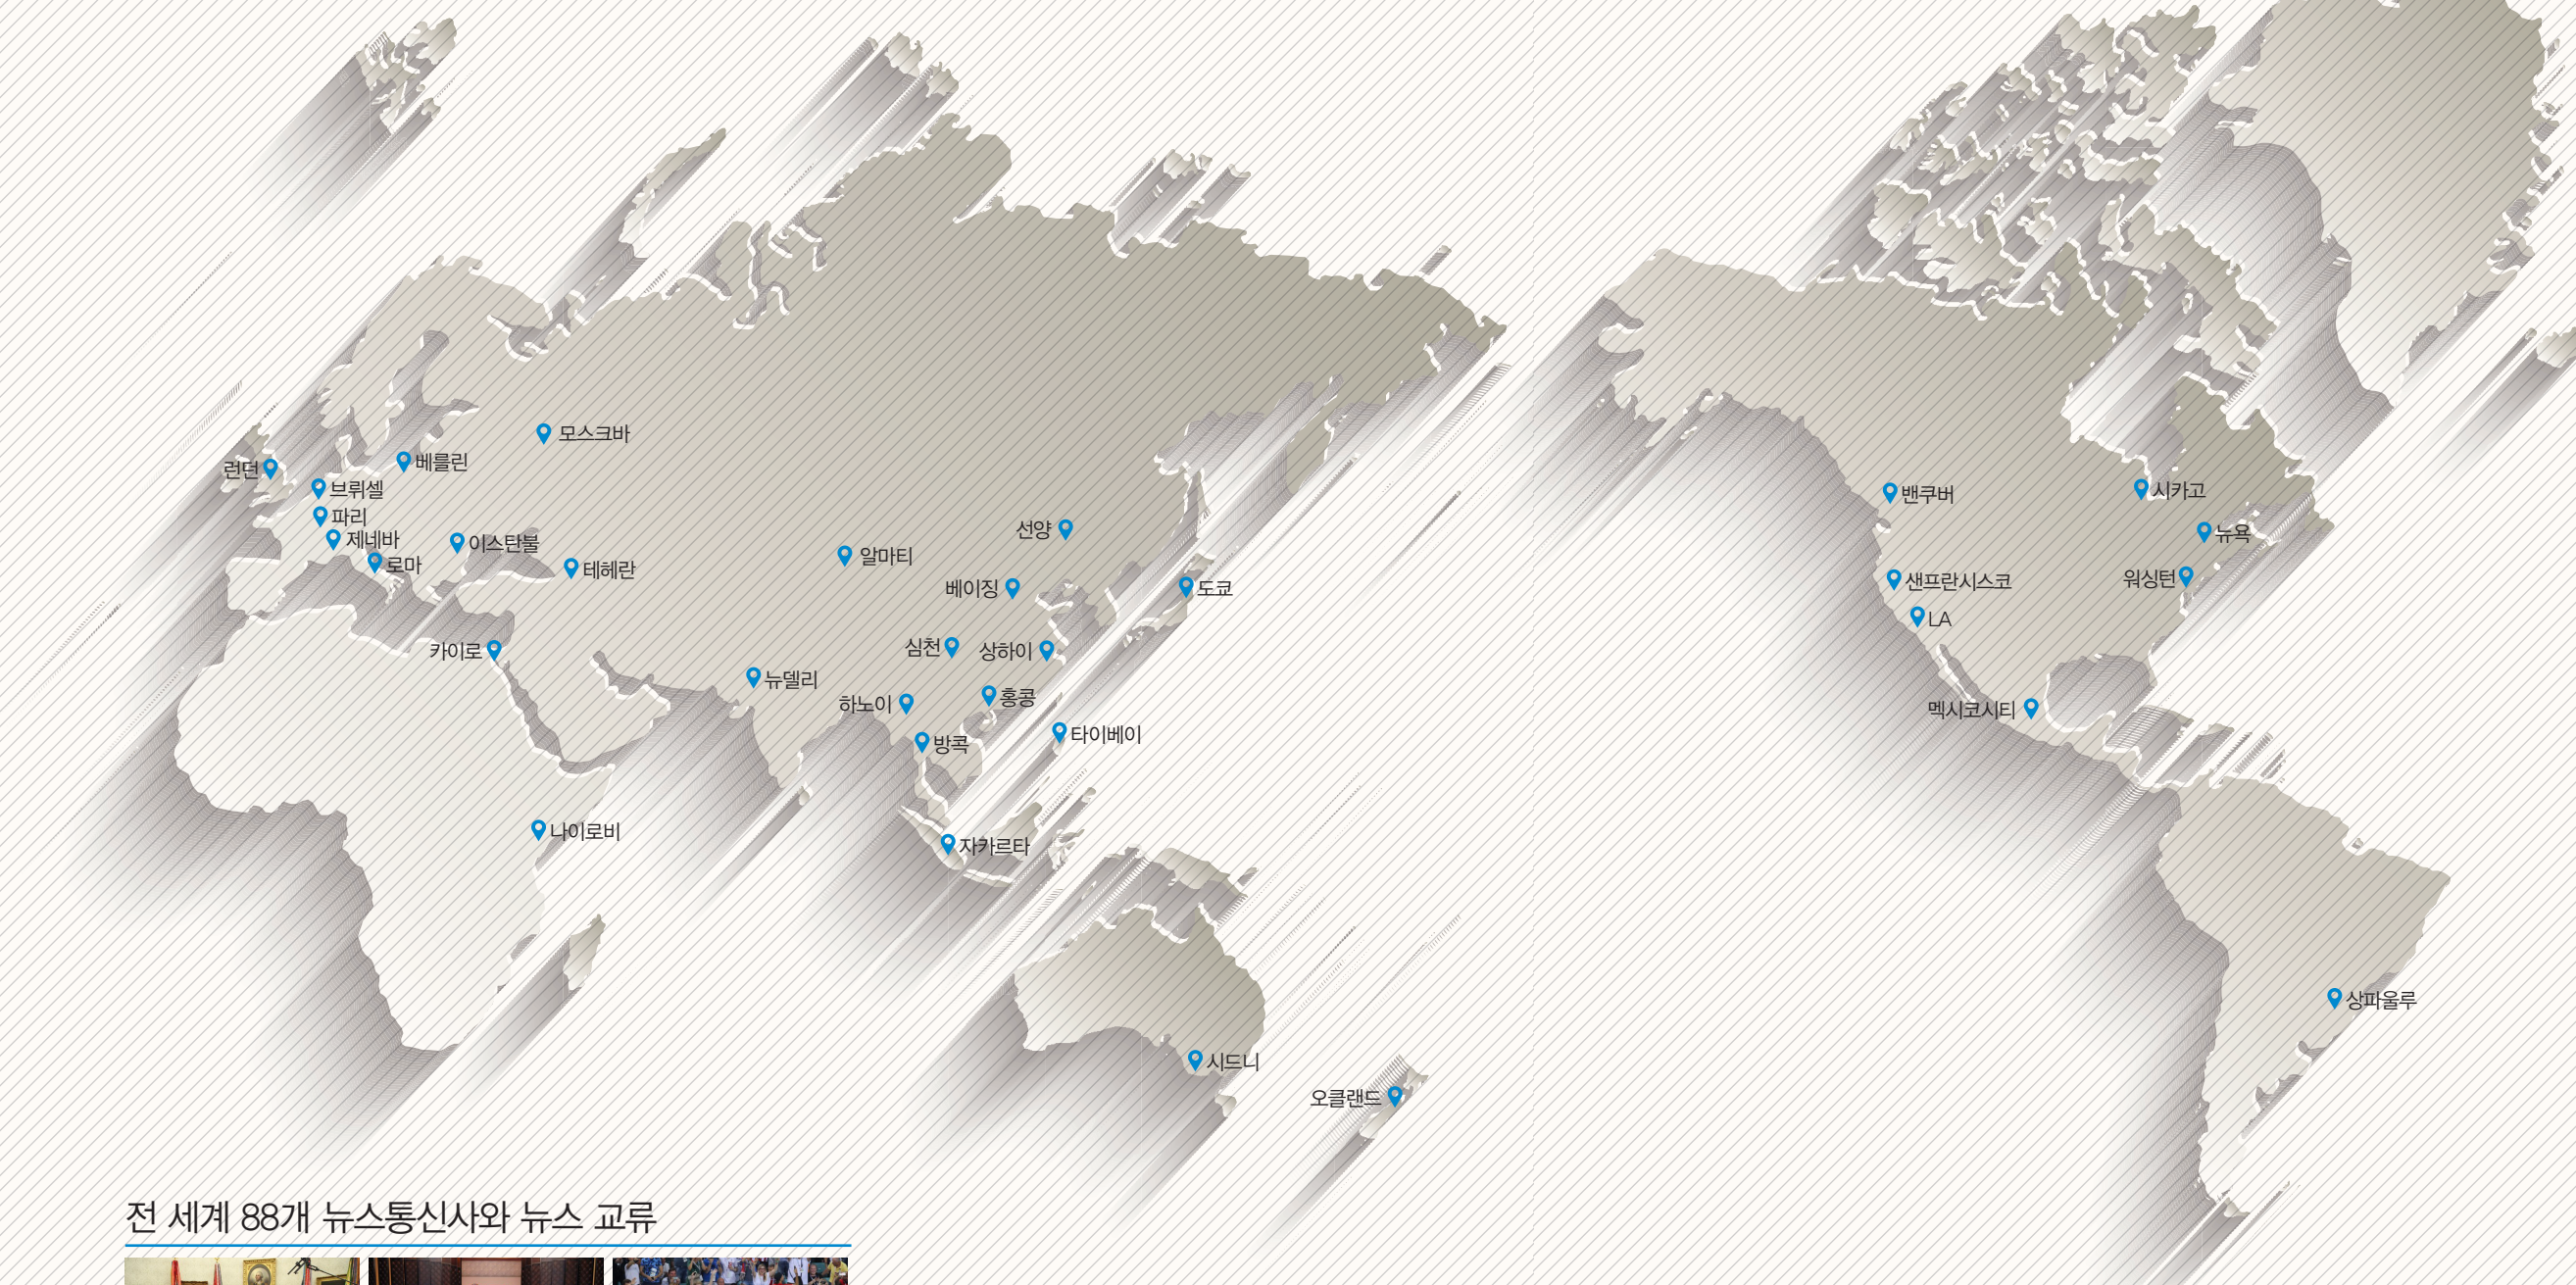 모스크바
베를린
런던
브뤼셀
파리
제네바
이스탄불
로마
테헤란
카이로
나이로비
알마티
선양
베이징
도쿄
심천
상하이
뉴델리
하노이
홍콩
방콕
타이베이
자카르타
시드니
오클랜드
밴쿠버
시카고
뉴욕
샌프란시스코
워싱턴
LA
멕시코시티
상파울루
전 세계 88개 뉴스통신사와 뉴스 교류